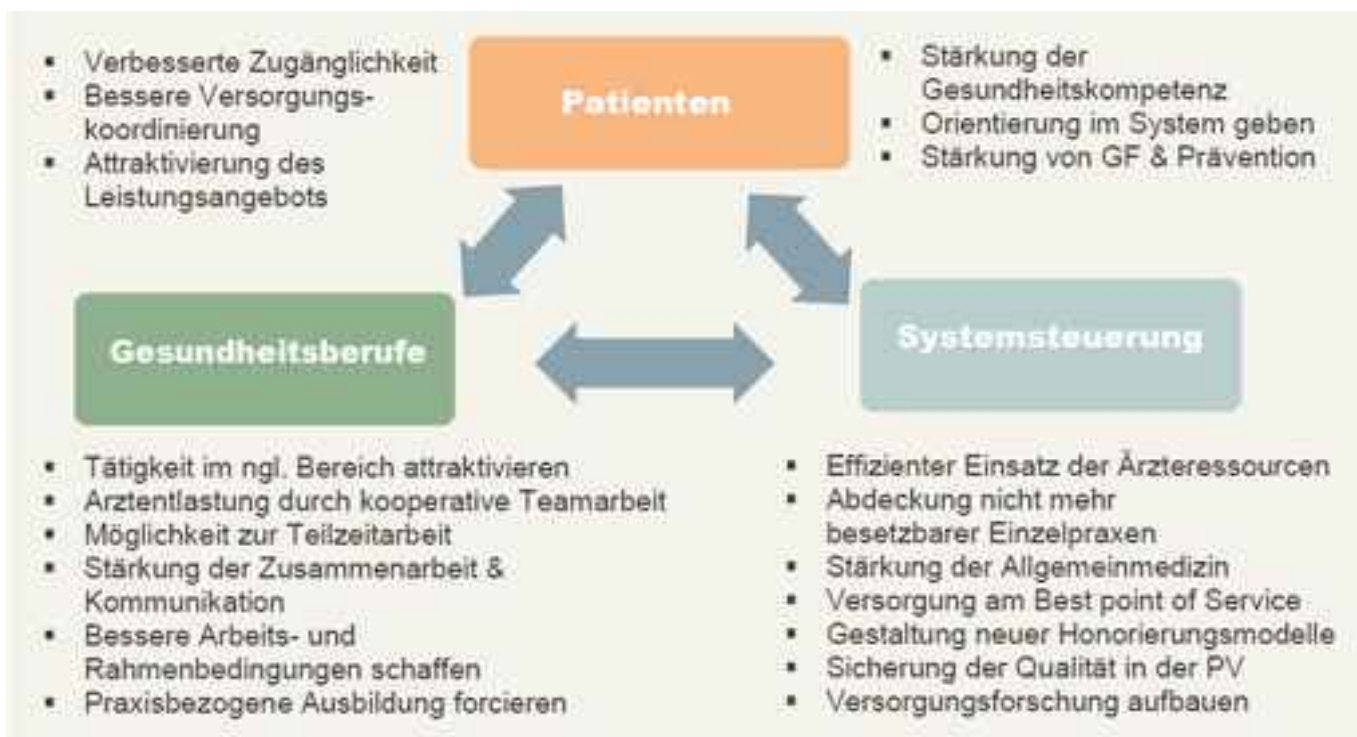 ▪ Verbesserte Zugänglichkeit
▪ Bessere Versorgungs-
koordinierung
▪ Attraktivierung des
Leistungsangebots
Patienten
▪ Stärkung der
Gesundheitskompetenz
▪ Orientierung im System geben
▪ Stärkung von GF & Prävention
Gesundheitsberufe
Systemsteuerung
▪ Tätigkeit im ngl. Bereich attraktivieren
▪ Arztentlastung durch kooperative Teamarbeit
▪ Möglichkeit zur Teilzeitarbeit
▪ Stärkung der Zusammenarbeit &
Kommunikation
▪ Bessere Arbeits- und
Rahmenbedingungen schaffen
▪ Praxisbezogene Ausbildung forcieren
▪ Effizienter Einsatz der Ärzteressourcen
▪ Abdeckung nicht mehr
besetzbarer Einzelpraxen
▪ Stärkung der Allgemeinmedizin
▪ Versorgung am Best point of Service
▪ Gestaltung neuer Honorierungsmodelle
▪ Sicherung der Qualität in der PV
▪ Versorgungsforschung aufbauen